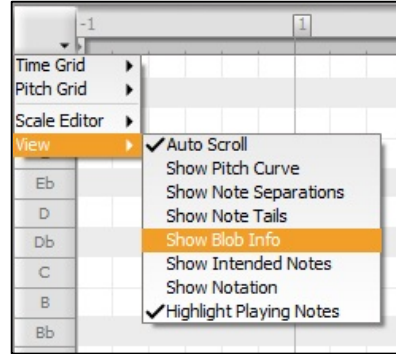 -1 1
Time Grid
Pitch Grid
Scale Editor
View
Auto Scroll
Show Pitch Curve
Show Note Separations
Show Note Tails
Show Blob Info
Show Intended Notes
Show Notation
Highlight Playing Notes
Eb
D
Db
C
B
Bb